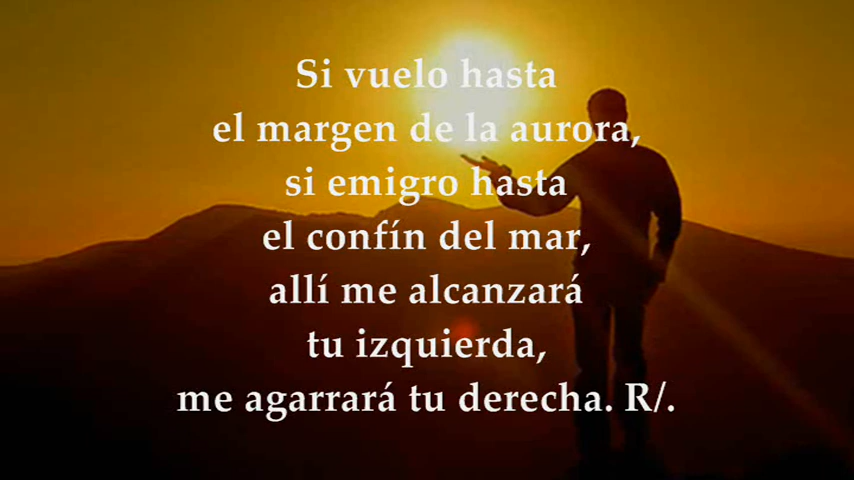 Si vuelo hasta
el margen de la aurora,
si emigro hasta
el confín del mar,
allí me alcanzará
tu izquierda,
me agarrará tu derecha. R/.